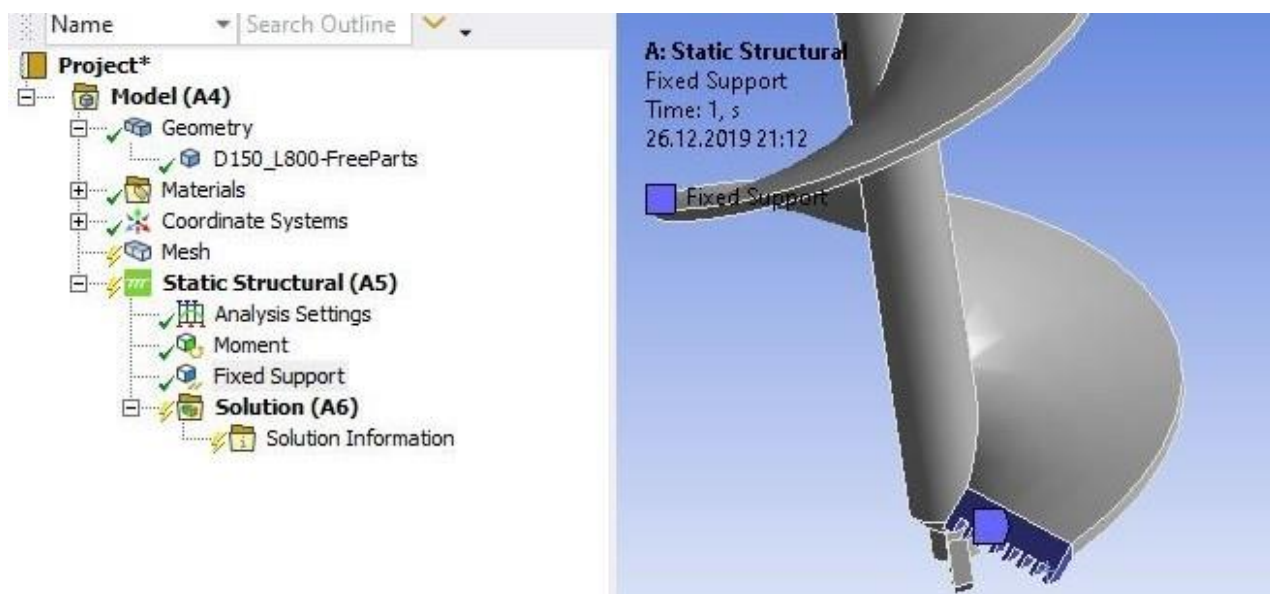 Name
Search Outline
Project*
Model (A4)
Geometry
D150_L800-FreeParts
Materials
Coordinate Systems
Mesh
Static Structural (A5)
Analysis Settings
Moment
Fixed Support
Solution (A6)
Solution Information
A: Static Structural
Fixed Support
Time: 1, s
26.12.2019 21:12
Fixed Support